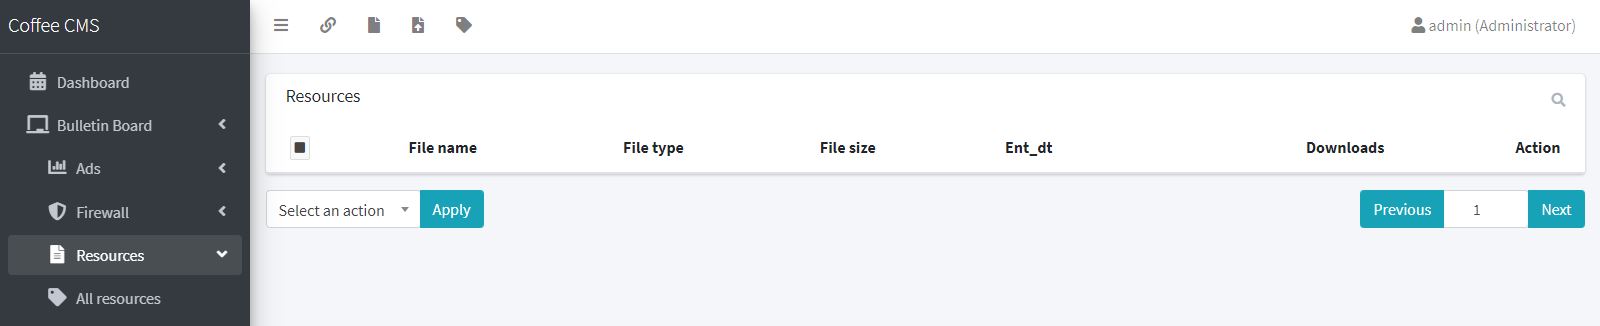 Coffee CMS
admin (Administrator)
Dashboard
Bulletin Board
Ads
Firewall
Resources
All resources
Resources
File name File type File size Ent_dt Downloads Action
Select an action Apply Previous 1 Next